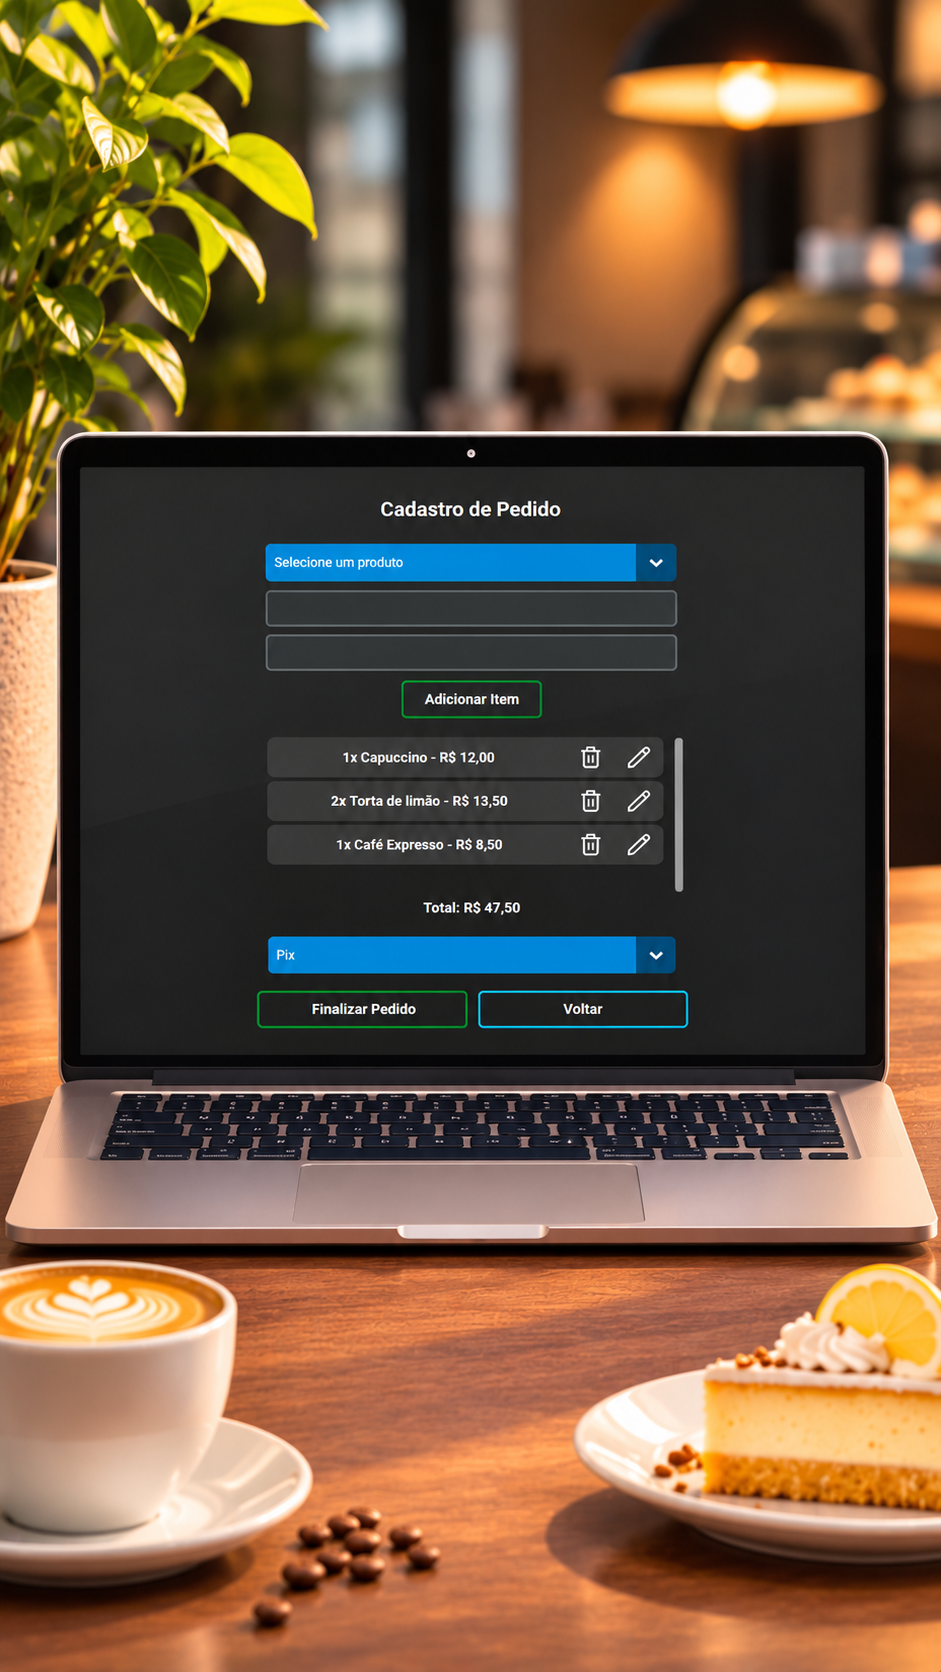 Cadastro de Pedido
Selecione um produto
Adicionar Item
1x Capuccino - R$ 12,00
2x Torta de limão - R$ 13,50
1x Café Expresso - R$ 8,50
Total: R$ 47,50
Pix
Finalizar Pedido
Voltar